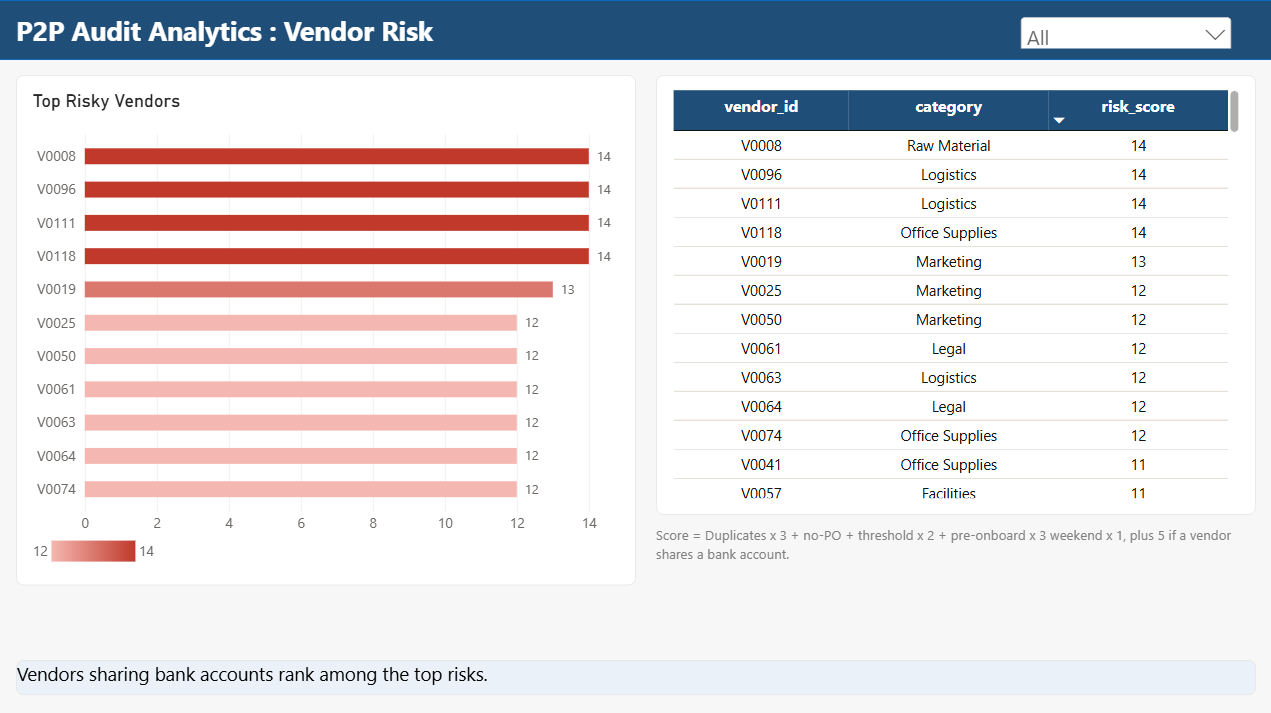 P2P Audit Analytics : Vendor Risk
All
Top Risky Vendors
V0008 14
V0096 14
V0111 14
V0118 14
V0019 13
V0025 12
V0050 12
V0061 12
V0063 12
V0064 12
V0074 12
0 2 4 6 8 10 12 14
12 14
vendor_id category risk_score
V0008 Raw Material 14
V0096 Logistics 14
V0111 Logistics 14
V0118 Office Supplies 14
V0019 Marketing 13
V0025 Marketing 12
V0050 Marketing 12
V0061 Legal 12
V0063 Logistics 12
V0064 Legal 12
V0074 Office Supplies 12
V0041 Office Supplies 11
V0057 Facilities 11
Score = Duplicates x 3 + no-PO + threshold x 2 + pre-onboard x 3 weekend x 1, plus 5 if a vendor
shares a bank account.
Vendors sharing bank accounts rank among the top risks.